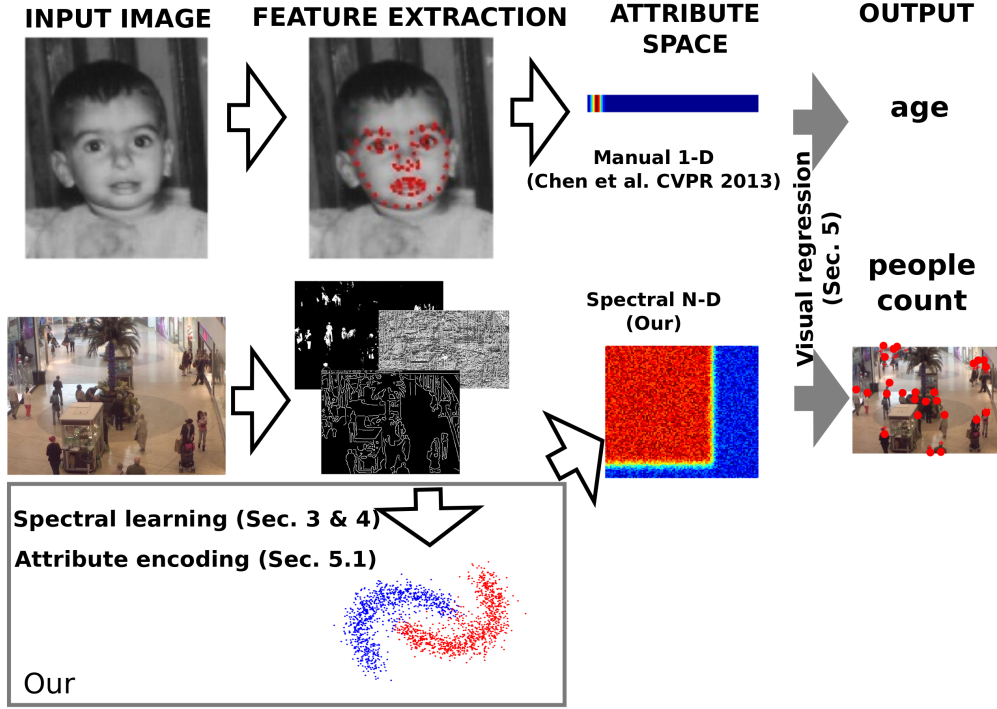 INPUT IMAGE
FEATURE EXTRACTION
ATTRIBUTE
SPACE
OUTPUT
age
Manual 1-D
(Chen et al. CVPR 2013)
Visual regression
(Sec. 5)
people
count
Spectral N-D
(Our)
Spectral learning (Sec. 3 & 4)
Attribute encoding (Sec. 5.1)
Our